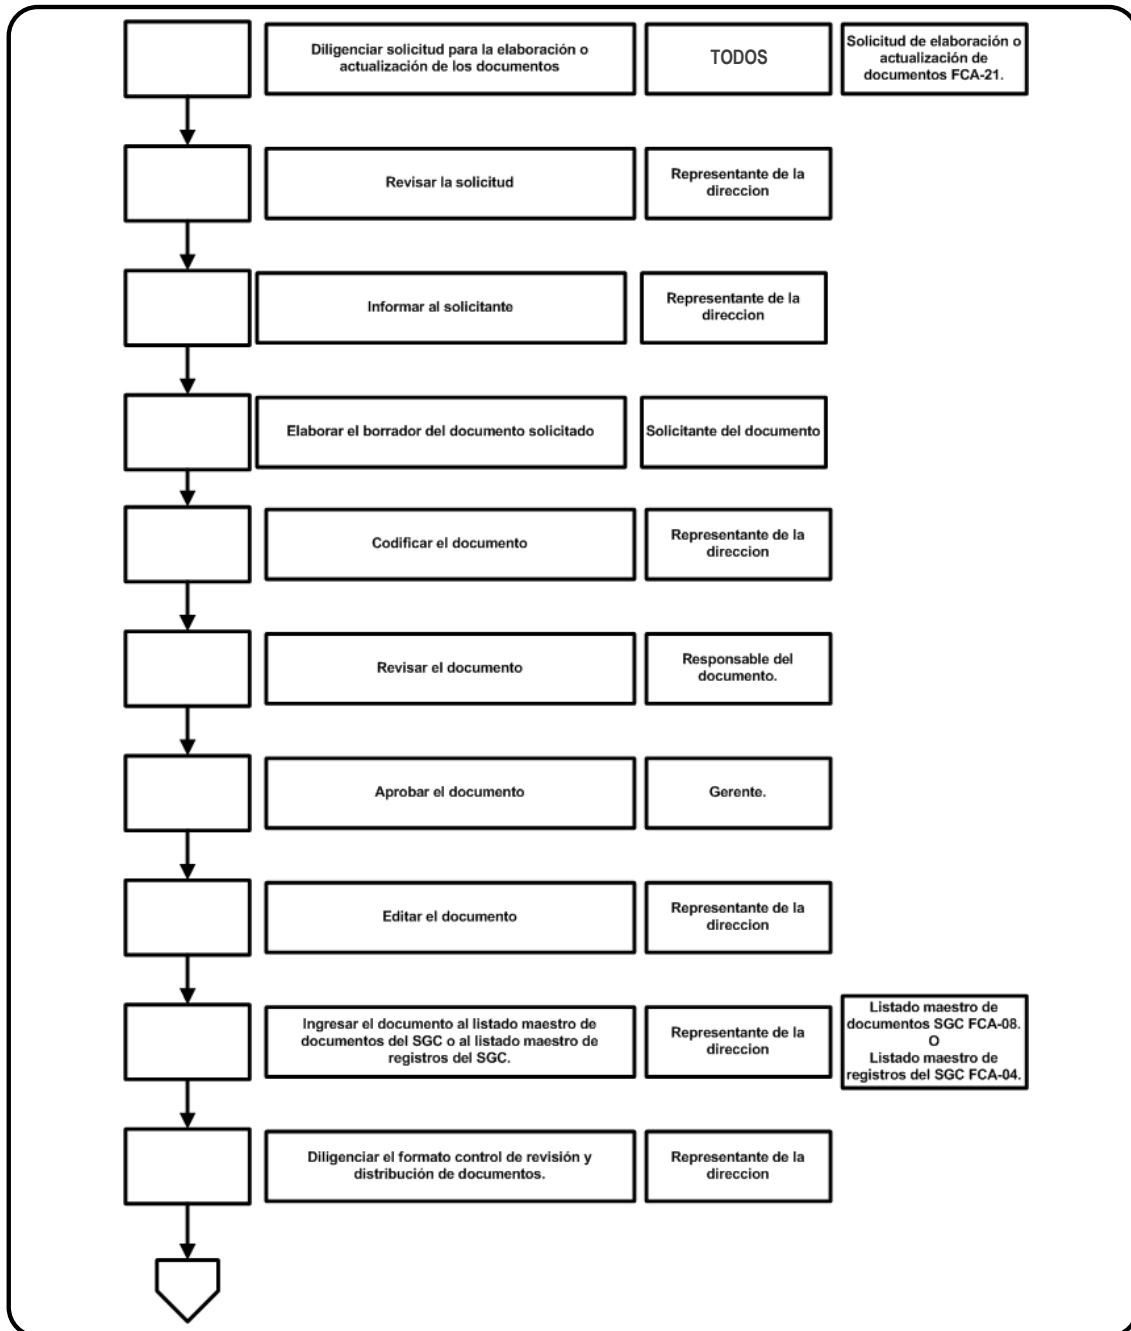 Diligenciar solicitud para la elaboración o
actualización de los documentos
TODOS
Solicitud de elaboración o
actualización de
documentos FCA-21.
Revisar la solicitud
Representante de la
direccion
Informar al solicitante
Representante de la
direccion
Elaborar el borrador del documento solicitado
Solicitante del documento
Codificar el documento
Representante de la
direccion
Revisar el documento
Responsable del
documento.
Aprobar el documento
Gerente.
Editar el documento
Representante de la
direccion
Ingresar el documento al listado maestro de
documentos del SGC o al listado maestro de
registros del SGC.
Representante de la
direccion
Listado maestro de
documentos SGC FCA-08.
O
Listado maestro de
registros del SGC FCA-04.
Diligenciar el formato control de revisión y
distribución de documentos.
Representante de la
direccion